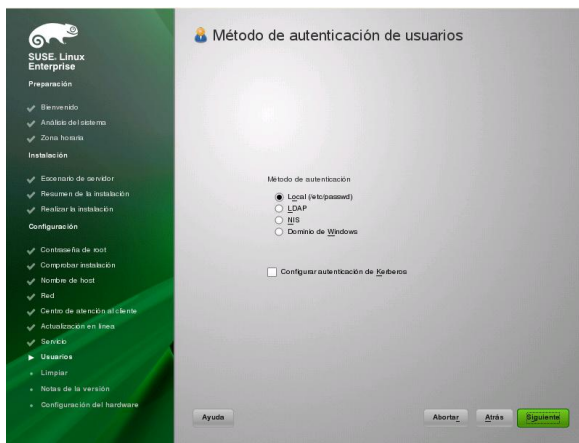 SUSE. Linux
Enterprise
Preparación
Bienvenido
Análisis del sistema
Zona horaria
Instalación
Escenario de servidor
Resumen de la instalación
Realizar la instalación
Configuración
Contraseña de root
Comprobar instalación
Nombre de host
Red
Centro de atención al cliente
Actualización en línea
Servicio
Usuarios
Limpiar
Notas de la versión
Configuración del hardware
Método de autenticación de usuarios
Método de autenticación
Local (/etc/passwd)
LDAP
NIS
Dominio de Windows
Configurar autenticación de Kerberos
Ayuda
Abortar
Atrás
Siguiente